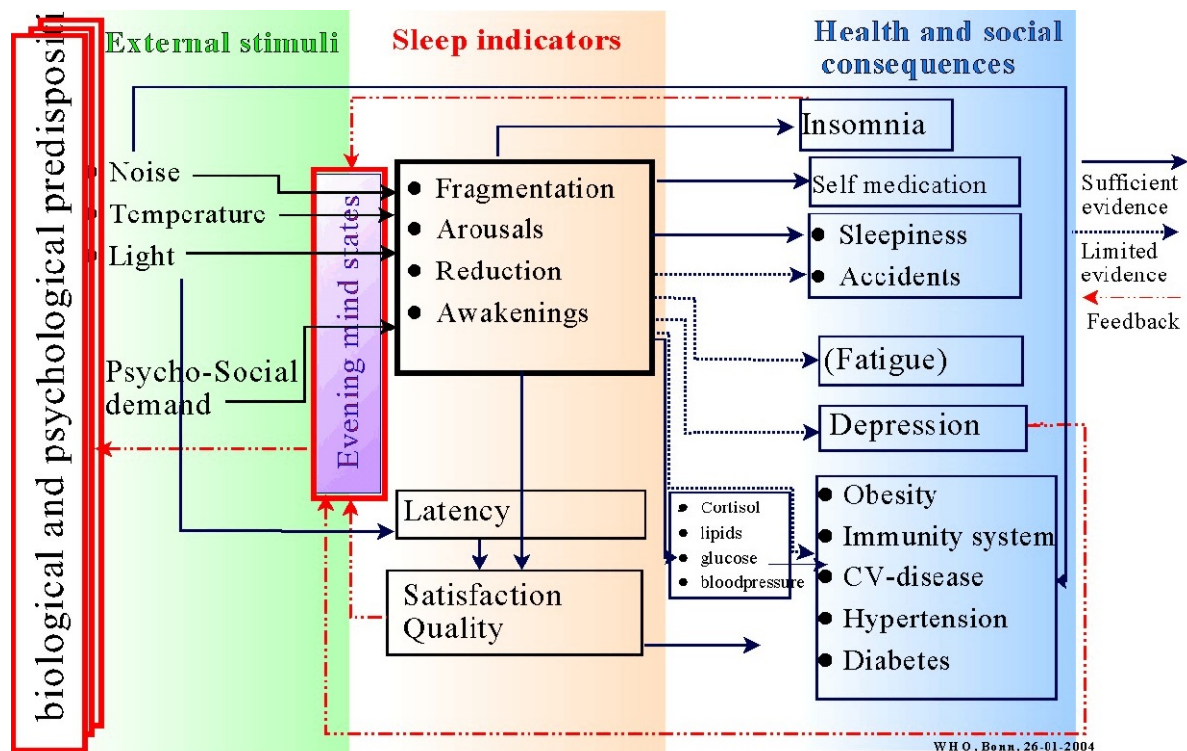 biological and psychological predispositi
External stimuli
Noise
Temperature
Light
Psycho-Social
demand
Evening mind states
Sleep indicators
Fragmentation
Arousals
Reduction
Awakenings
Latency
Satisfaction
Quality
Cortisol
lipids
glucose
bloodpressure
Health and social
consequences
Insomnia
Self medication
Sleepiness
Accidents
(Fatigue)
Depression
Obesity
Immunity system
CV-disease
Hypertension
Diabetes
Sufficient
evidence
Limited
evidence
Feedback
WHO, Bonn, 26-01-2004